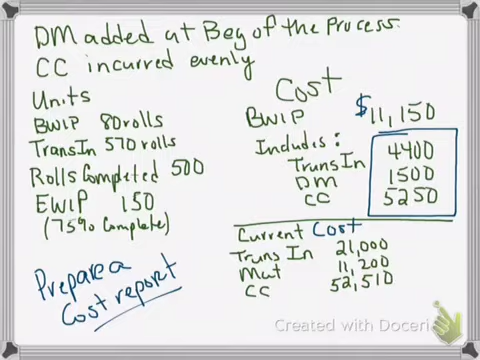 DM added at Beg of the Process.
CC incurred evenly
Units
BWIP 80 rolls
TransIn 570 rolls
Rolls Completed 500
EWIP 150
(75% Complete)
Prepare a
Cost report
Cost
BWIP $11,150
Includes:
Trans In 4400
DM 1500
CC 5250
Current Cost
Trans In 21,000
Mat 11,200
CC 52,510
Created with Doceri